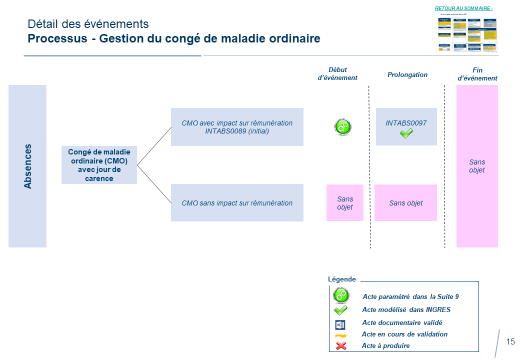 RETOUR AU SOMMAIRE :
Détail des événements
Processus - Gestion du congé de maladie ordinaire
Début
d'événement
Prolongation
Fin
d'événement
Absences
Congé de maladie
ordinaire (CMO)
avec jour de
carence
CMO avec impact sur rémunération
INTABS0089 (initial)
INTABS0097
CMO sans impact sur rémunération
Sans
objet
Sans objet
Sans
objet
Légende
Acte paramétré dans la Suite 9
Acte modélisé dans INGRES
Acte documentaire validé
Acte en cours de validation
Acte à produire
15